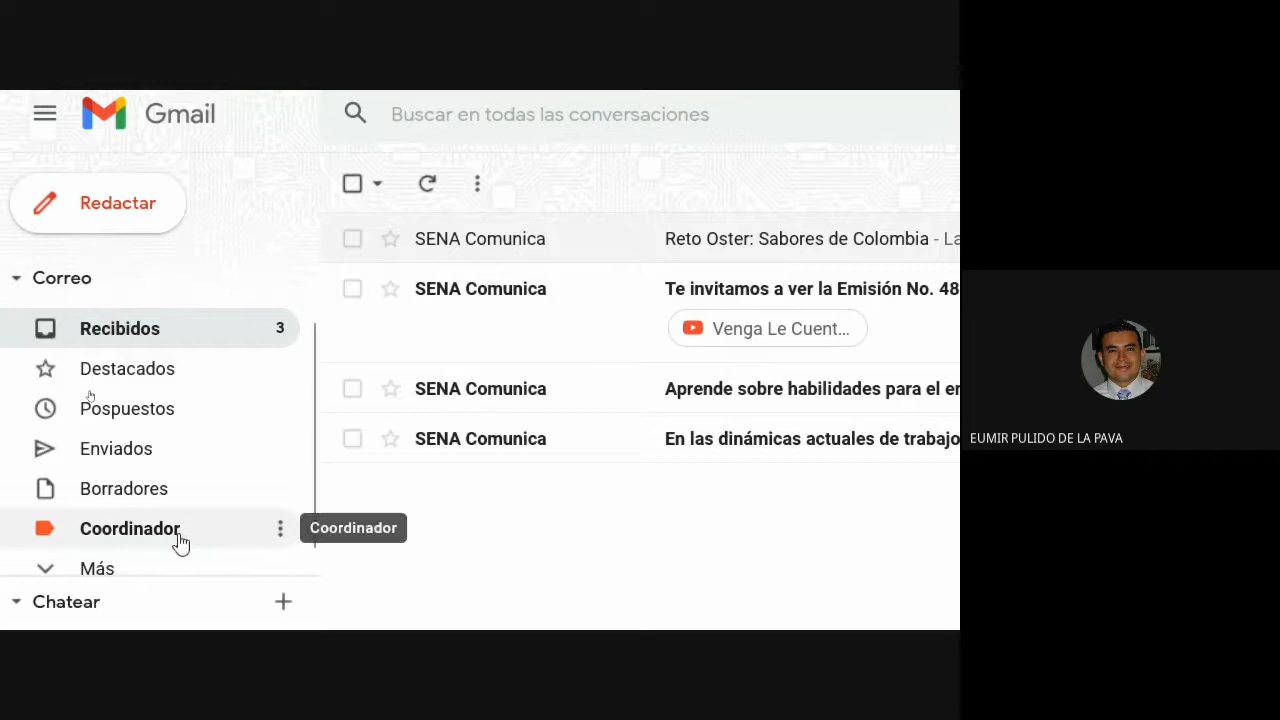 Gmail
Buscar en todas las conversaciones
Redactar
Correo
Recibidos 3
Destacados
Pospuestos
Enviados
Borradores
Coordinador
Coordinador
Más
Chatear
SENA Comunica Reto Oster: Sabores de Colombia - La
SENA Comunica Te invitamos a ver la Emisión No. 48
Venga Le Cuent...
SENA Comunica Aprende sobre habilidades para el en
SENA Comunica En las dinámicas actuales de trabajo
EUMIR PULIDO DE LA PAVA